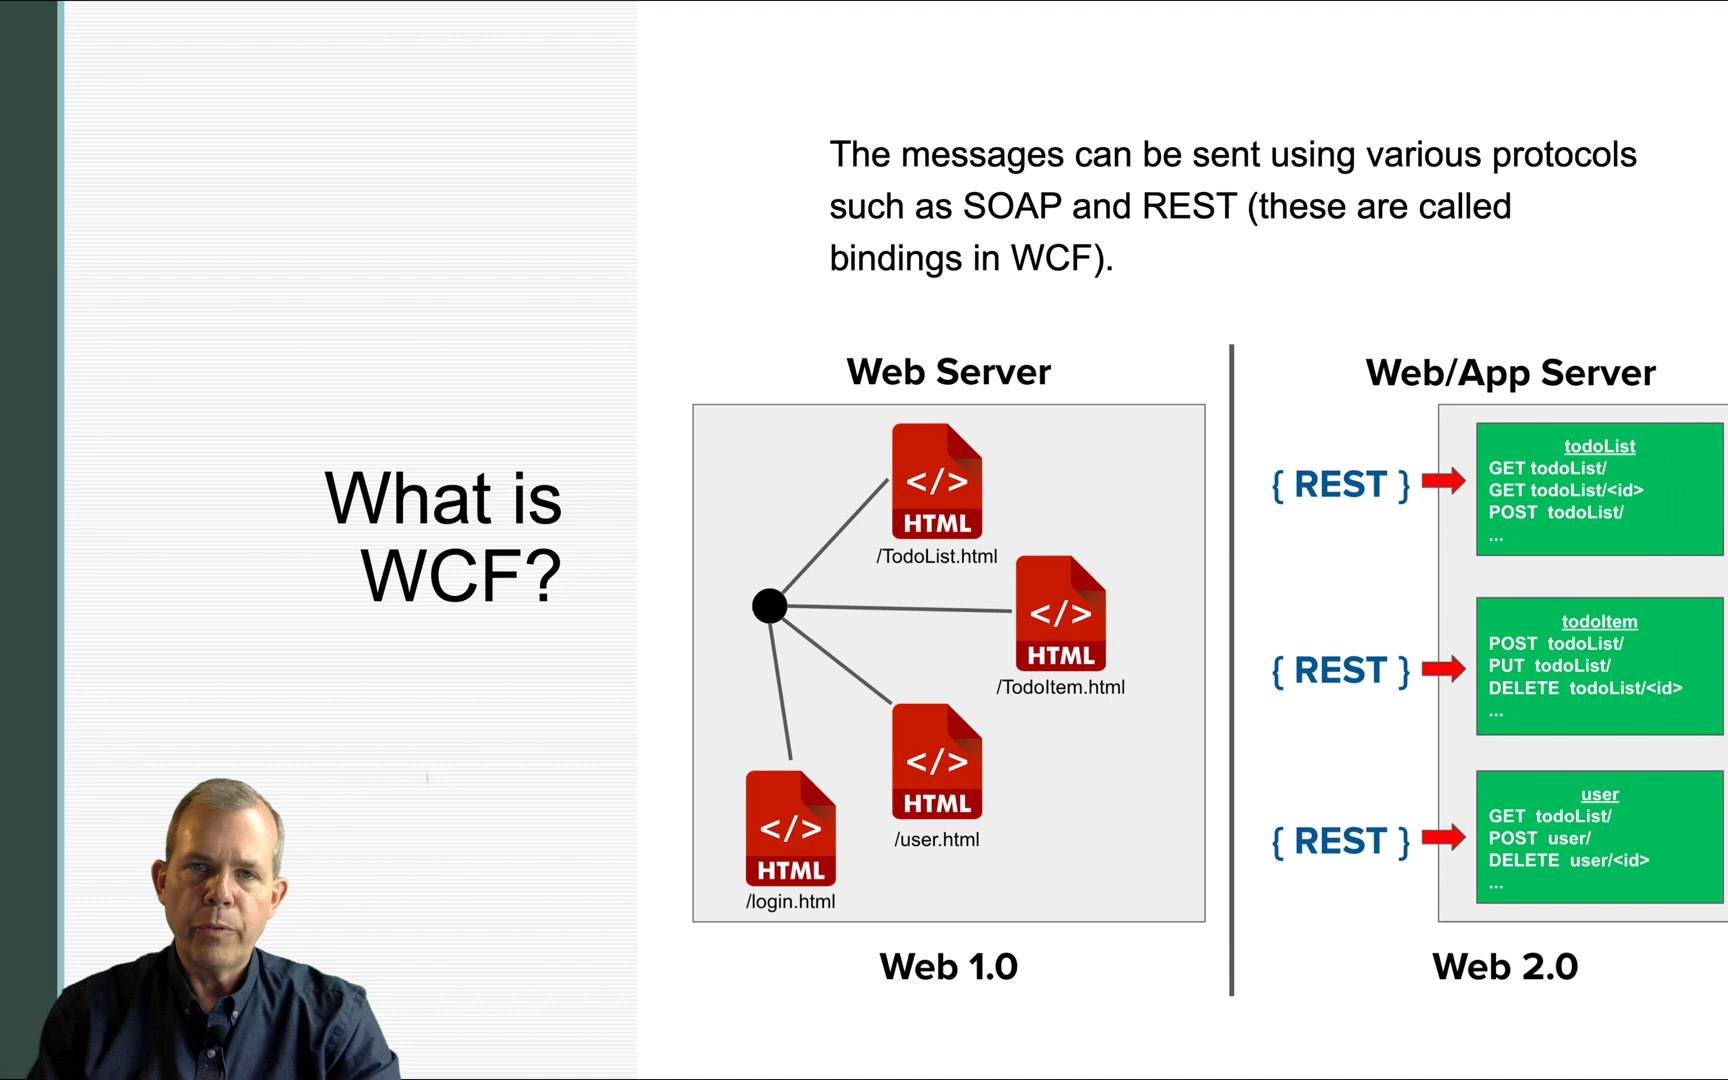 What is
WCF?
The messages can be sent using various protocols
such as SOAP and REST (these are called
bindings in WCF).
Web Server
</>
HTML
/TodoList.html
</>
HTML
/TodoItem.html
</>
HTML
/user.html
</>
HTML
/login.html
Web 1.0
Web/App Server
{ REST }
todoList
GET todoList/
GET todoList/<id>
POST todoList/
...
{ REST }
todoItem
POST todoList/
PUT todoList/
DELETE todoList/<id>
...
{ REST }
user
GET todoList/
POST user/
DELETE user/<id>
...
Web 2.0